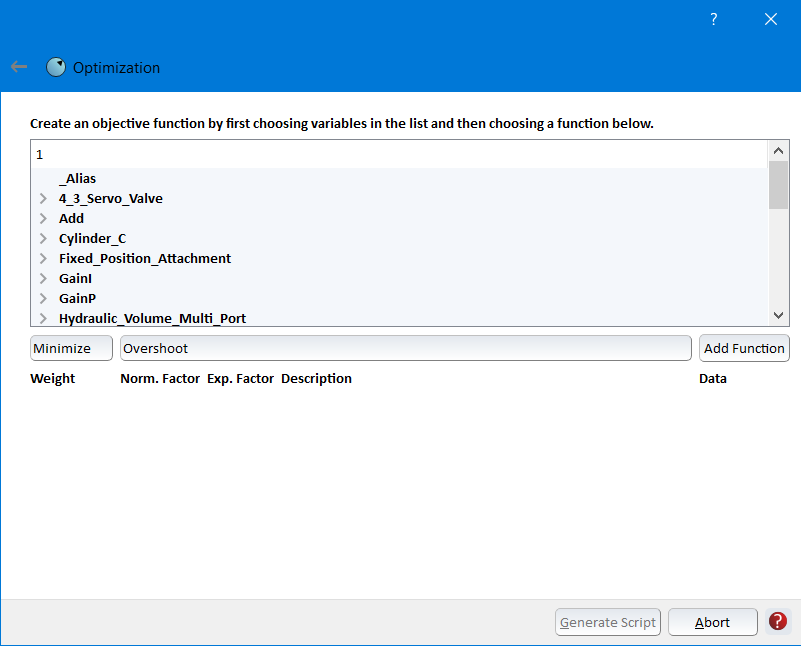 ?
Optimization
Create an objective function by first choosing variables in the list and then choosing a function below.
1
_Alias
4_3_Servo_Valve
Add
Cylinder_C
Fixed_Position_Attachment
GainI
GainP
Hydraulic_Volume_Multi_Port
Minimize Overshoot Add Function
Weight Norm. Factor Exp. Factor Description Data
Generate Script Abort ?